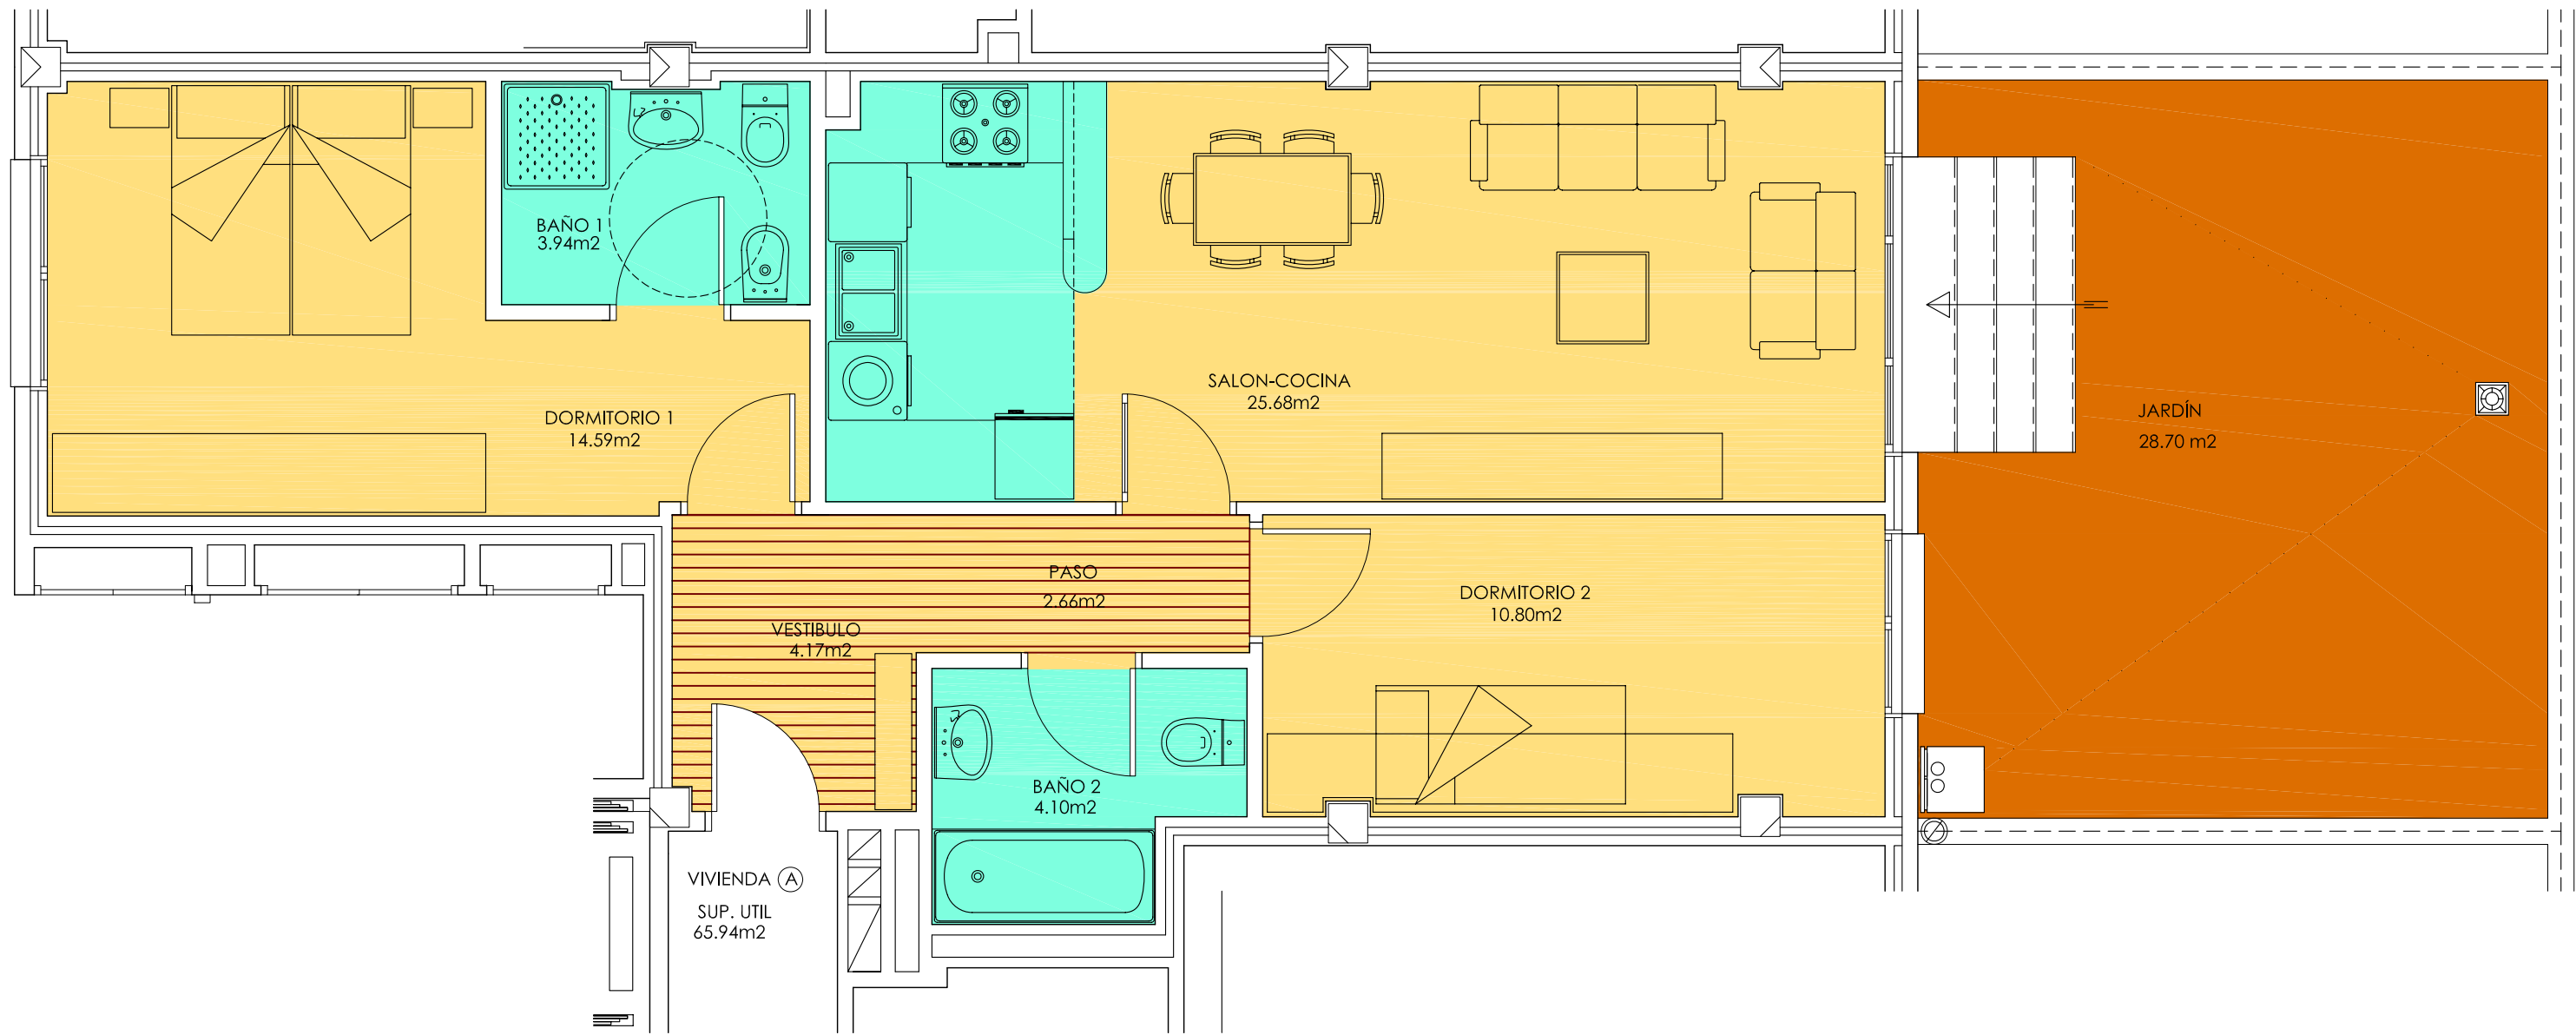 BAÑO 1
3.94m2
DORMITORIO 1
14.59m2
SALON-COCINA
25.68m2
JARDÍN
28.70 m2
PASO
2.66m2
VESTIBULO
4.17m2
DORMITORIO 2
10.80m2
BAÑO 2
4.10m2
VIVIENDA A
SUP. UTIL
65.94m2